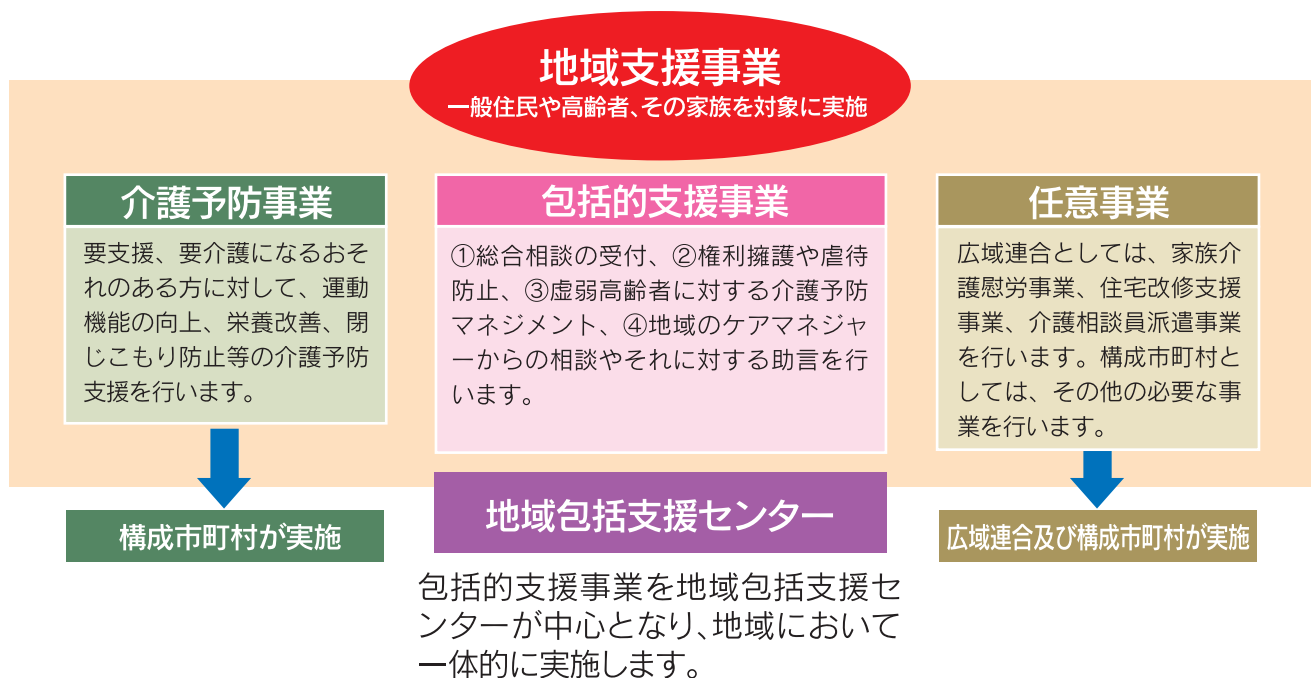 地域支援事業
一般住民や高齢者、その家族を対象に実施
介護予防事業
要支援、要介護になるおそ
れのある方に対して、運動
機能の向上、栄養改善、閉
じこもり防止等の介護予防
支援を行います。
構成市町村が実施
包括的支援事業
①総合相談の受付、②権利擁護や虐待
防止、③虚弱高齢者に対する介護予防
マネジメント、④地域のケアマネジャ
ーからの相談やそれに対する助言を行
います。
地域包括支援センター
包括的支援事業を地域包括支援セ
ンターが中心となり、地域において
一体的に実施します。
任意事業
広域連合としては、家族介
護慰労事業、住宅改修支援
事業、介護相談員派遣事業
を行います。構成市町村と
しては、その他の必要な事
業を行います。
広域連合及び構成市町村が実施